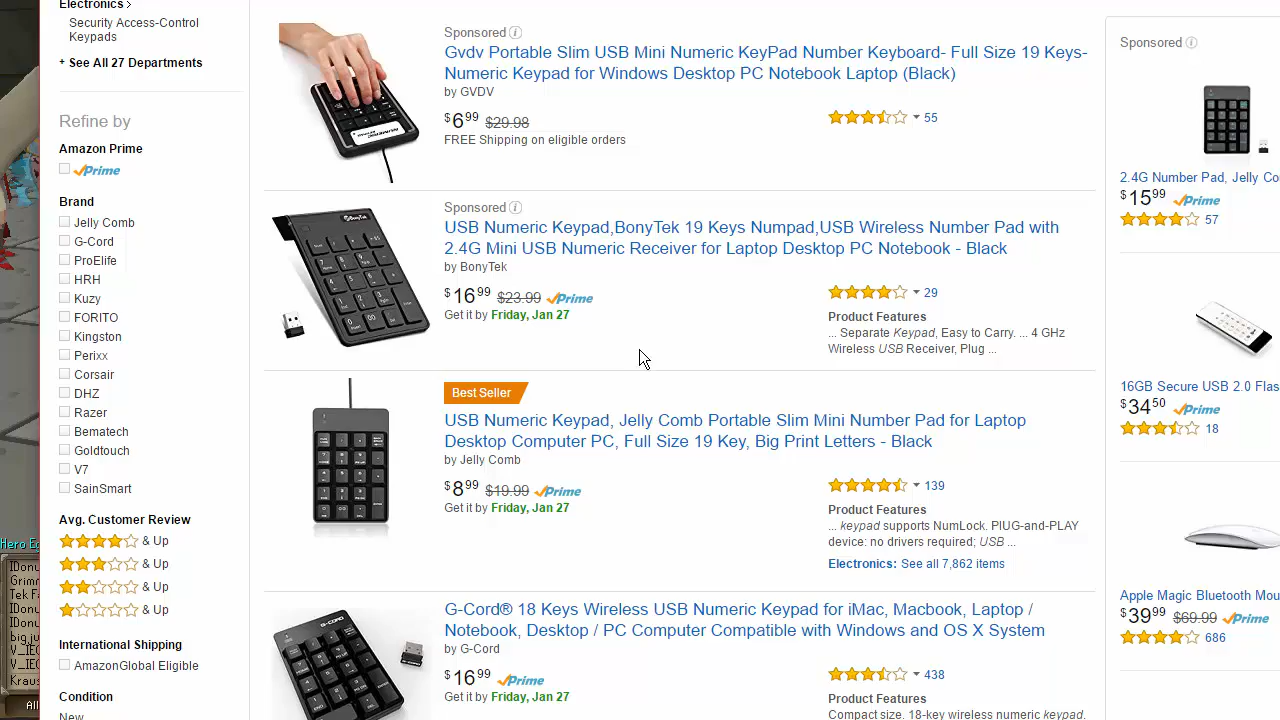 Electronics >
Security Access-Control
Keypads
+ See All 27 Departments
Refine by
Amazon Prime
Prime
Brand
Jelly Comb
G-Cord
ProElife
HRH
Kuzy
FORITO
Kingston
Perixx
Corsair
DHZ
Razer
Bematech
Goldtouch
V7
SainSmart
Avg. Customer Review
& Up
& Up
& Up
& Up
International Shipping
AmazonGlobal Eligible
Condition
New
Sponsored
Gvdv Portable Slim USB Mini Numeric KeyPad Number Keyboard- Full Size 19 Keys-
Numeric Keypad for Windows Desktop PC Notebook Laptop (Black)
by GVDV
$6 99 $29.98
FREE Shipping on eligible orders
55
Sponsored
USB Numeric Keypad,BonyTek 19 Keys Numpad,USB Wireless Number Pad with
2.4G Mini USB Numeric Receiver for Laptop Desktop PC Notebook - Black
by BonyTek
$16 99 $23.99 Prime
Get it by Friday, Jan 27
29
Product Features
... Separate Keypad, Easy to Carry. ... 4 GHz
Wireless USB Receiver, Plug ...
Best Seller
USB Numeric Keypad, Jelly Comb Portable Slim Mini Number Pad for Laptop
Desktop Computer PC, Full Size 19 Key, Big Print Letters - Black
by Jelly Comb
$8 99 $19.99 Prime
Get it by Friday, Jan 27
139
Product Features
... keypad supports NumLock. PlUG-and-PLAY
device: no drivers required; USB ...
Electronics: See all 7,862 items
G-CORD
G-Cord® 18 Keys Wireless USB Numeric Keypad for iMac, Macbook, Laptop /
Notebook, Desktop / PC Computer Compatible with Windows and OS X System
by G-Cord
$16 99 Prime
Get it by Friday, Jan 27
438
Product Features
Compact size, 18-key wireless numeric keypad.
Sponsored
2.4G Number Pad, Jelly Co
$15 99 Prime
57
16GB Secure USB 2.0 Flas
$34 50 Prime
18
Apple Magic Bluetooth Mou
$39 99 $69.99 Prime
686
Hero
Grim
Tek Fa
big
Kraus
All